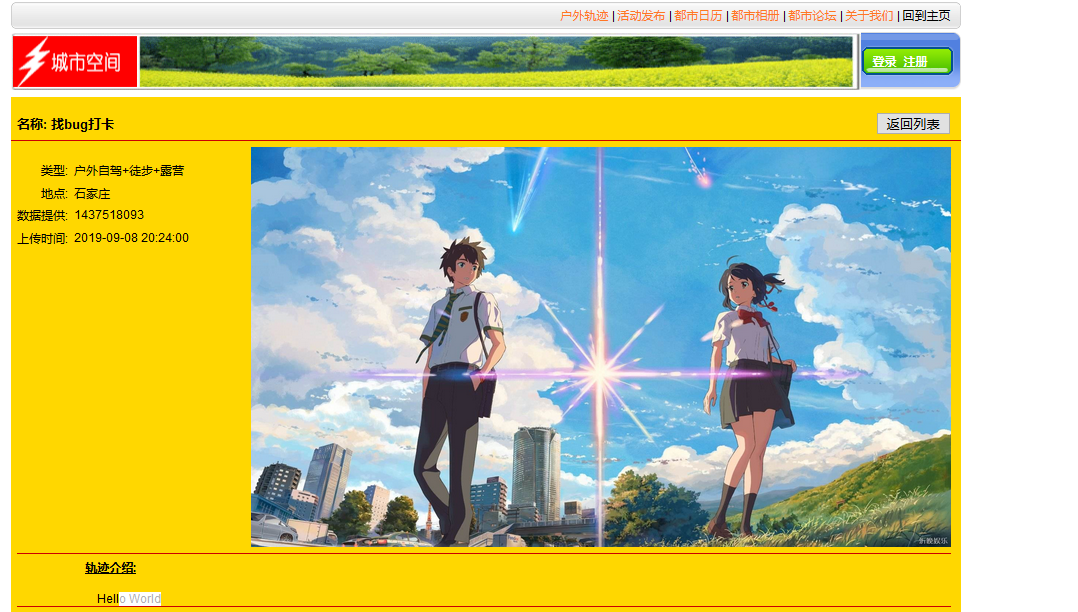 户外轨迹 | 活动发布 | 都市日历 | 都市相册 | 都市论坛 | 关于我们 | 回到主页
城市空间
登录 注册
名称: 找bug打卡
返回列表
类型: 户外自驾+徒步+露营
地点: 石家庄
数据提供: 1437518093
上传时间: 2019-09-08 20:24:00
新晚娱乐
轨迹介绍:
Hello World